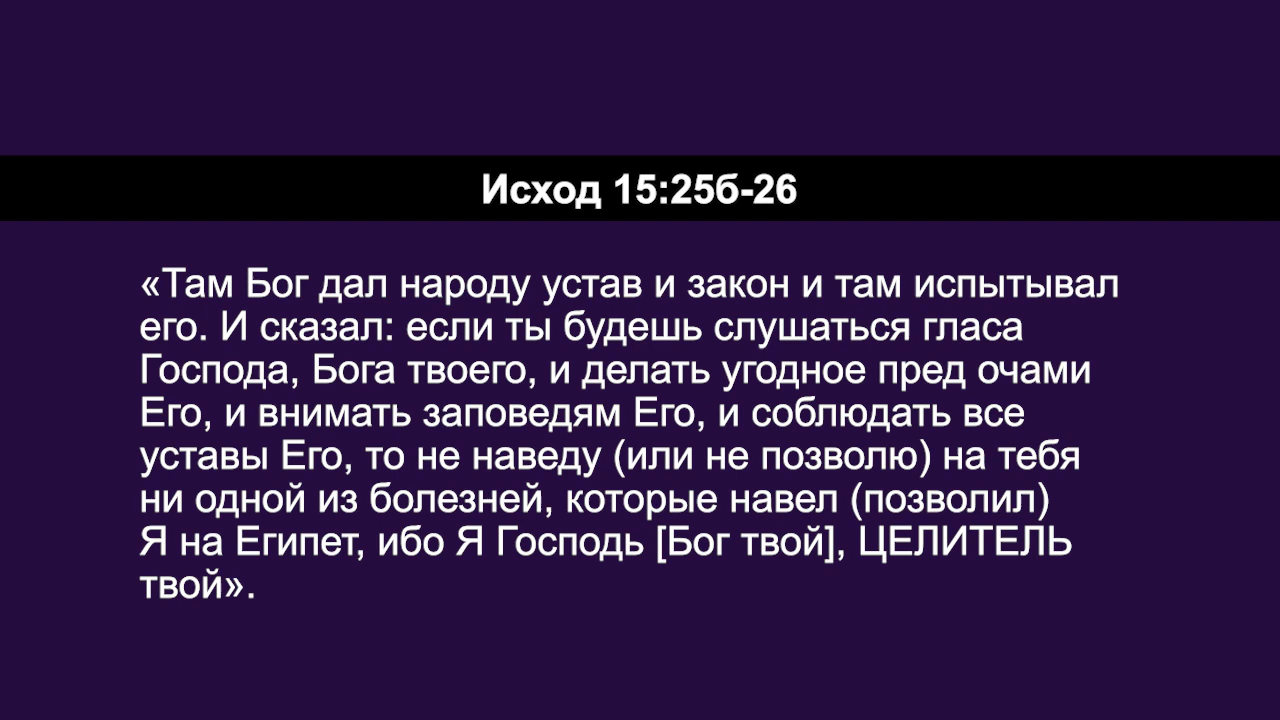 Исход 15:25б-26
«Там Бог дал народу устав и закон и там испытывал
его. И сказал: если ты будешь слушаться гласа
Господа, Бога твоего, и делать угодное пред очами
Его, и внимать заповедям Его, и соблюдать все
уставы Его, то не наведу (или не позволю) на тебя
ни одной из болезней, которые навел (позволил)
Я на Египет, ибо Я Господь [Бог твой], ЦЕЛИТЕЛЬ
твой».